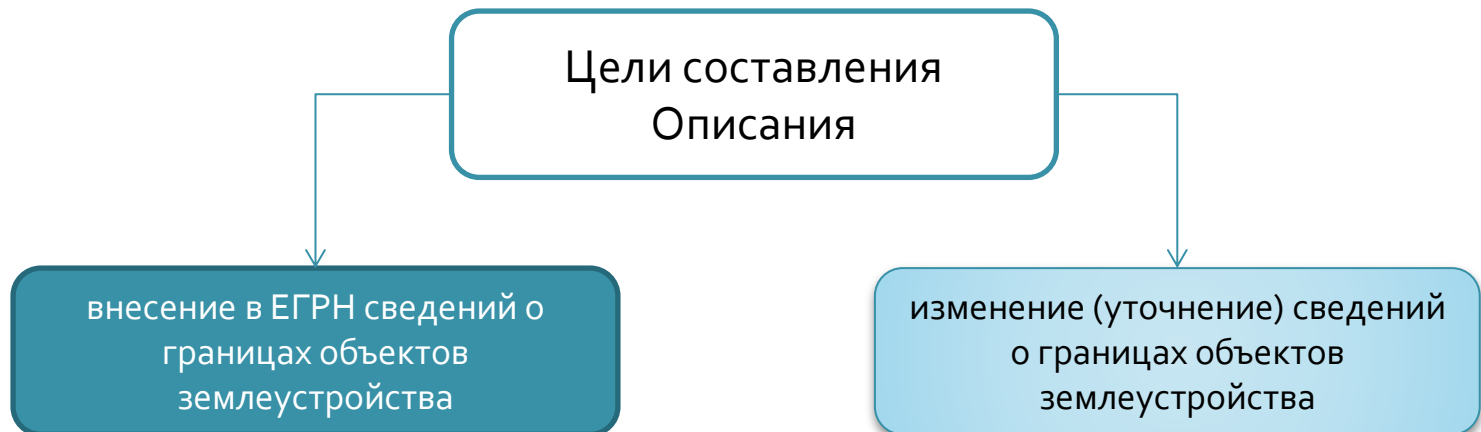 Цели составления
Описания
внесение в ЕГРН сведений о
границах объектов
землеустройства
изменение (уточнение) сведений
о границах объектов
землеустройства